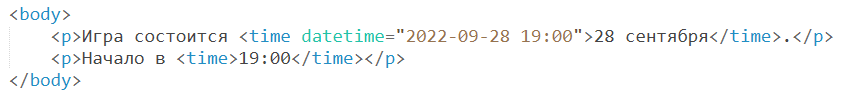 <body>
<p>Игра состоится <time datetime="2022-09-28 19:00">28 сентября</time>.</p>
<p>Начало в <time>19:00</time></p>
</body>